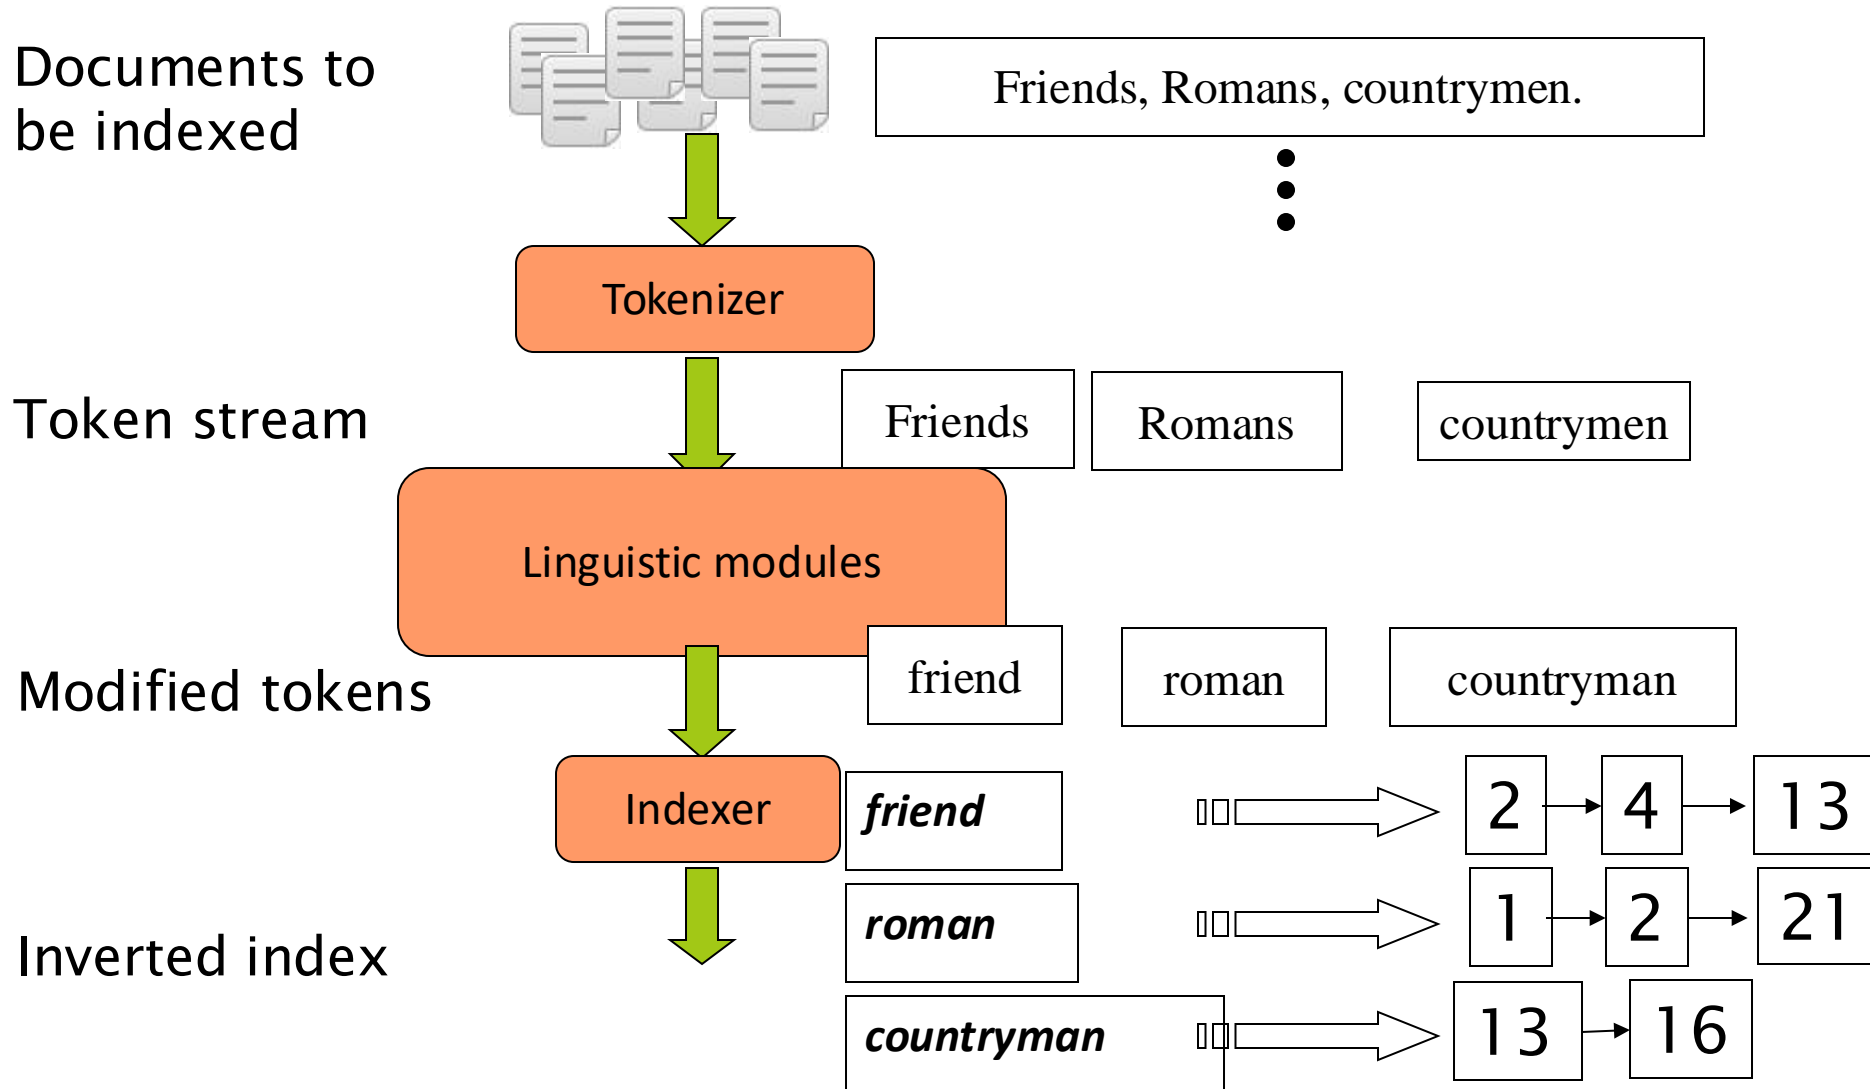 Documents to
be indexed
Friends, Romans, countrymen.
Tokenizer
Token stream
Friends
Romans
countrymen
Linguistic modules
Modified tokens
friend
roman
countryman
Indexer
friend
2
4
13
roman
1
2
21
Inverted index
countryman
13
16